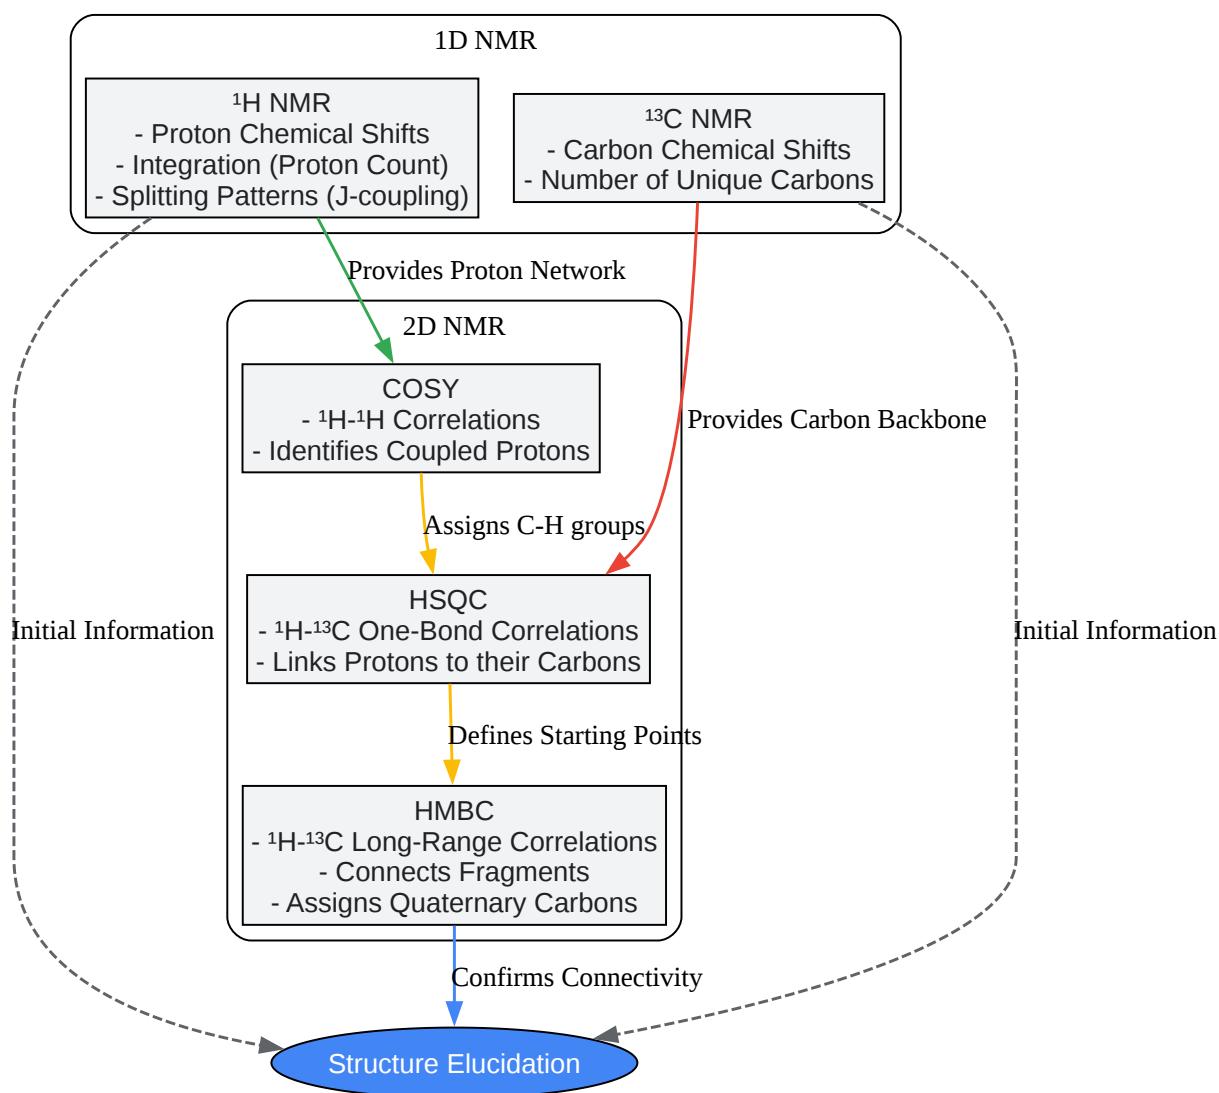 1D NMR
¹H NMR
- Proton Chemical Shifts
- Integration (Proton Count)
- Splitting Patterns (J-coupling)
¹³C NMR
- Carbon Chemical Shifts
- Number of Unique Carbons
Provides Proton Network
2D NMR
COSY
- ¹H-¹H Correlations
- Identifies Coupled Protons
Provides Carbon Backbone
Assigns C-H groups
HSQC
- ¹H-¹³C One-Bond Correlations
- Links Protons to their Carbons
Initial Information
Initial Information
Defines Starting Points
HMBC
- ¹H-¹³C Long-Range Correlations
- Connects Fragments
- Assigns Quaternary Carbons
Confirms Connectivity
Structure Elucidation